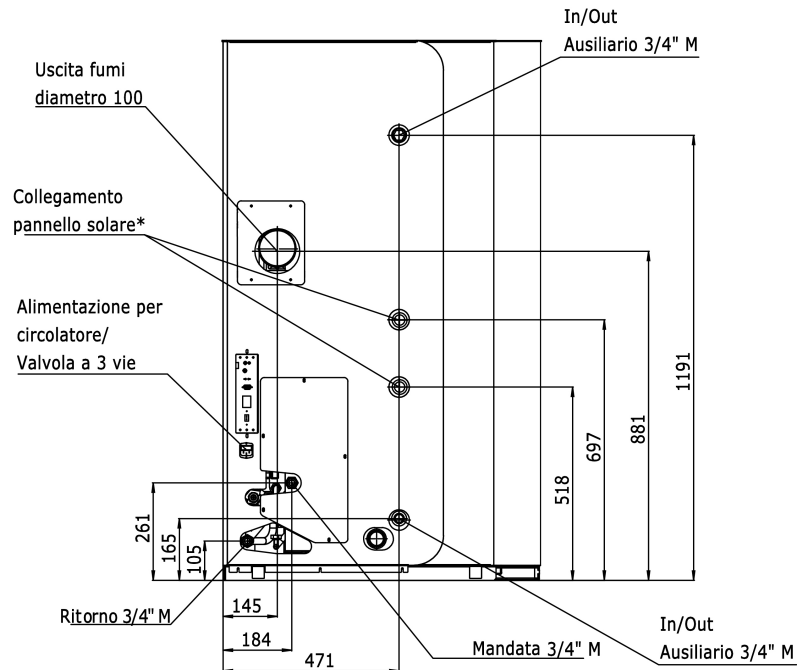 In/Out
Ausiliario 3/4" M
Uscita fumi
diametro 100
Collegamento
pannello solare*
Alimentazione per
circolatore/
Valvola a 3 vie
1191
881
697
518
261
165
105
145
184
471
Ritorno 3/4" M
Mandata 3/4" M
In/Out
Ausiliario 3/4" M